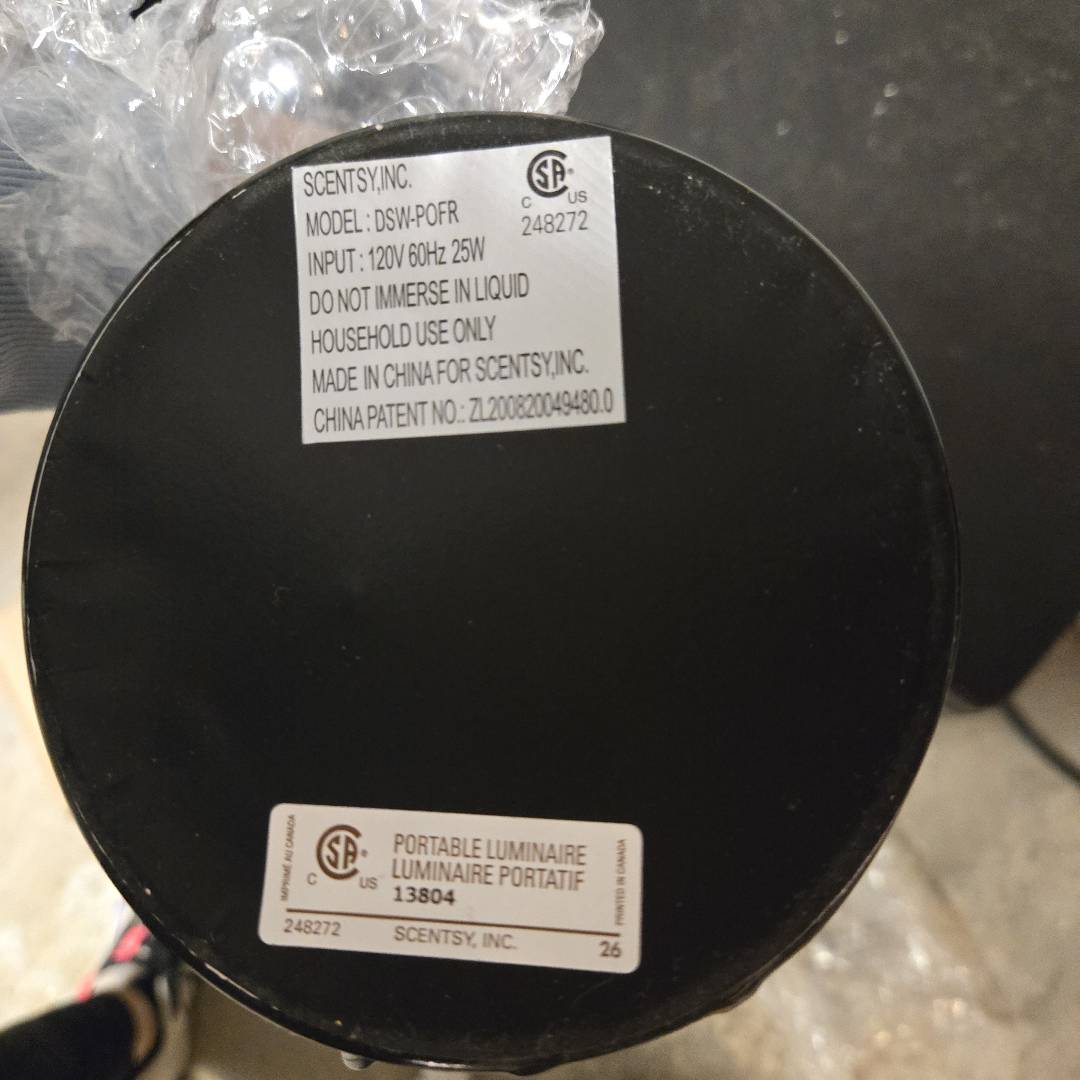 SCENTSY,INC.
MODEL : DSW-POFR
INPUT : 120V 60Hz 25W
DO NOT IMMERSE IN LIQUID
HOUSEHOLD USE ONLY
MADE IN CHINA FOR SCENTSY,INC.
CHINA PATENT NO.: ZL200820049480.0
SA ®
C US
248272
IMPRIMÉ AU CANADA
SA ®
C US
PORTABLE LUMINAIRE
LUMINAIRE PORTATIF
13804
PRINTED IN CANADA
248272 SCENTSY, INC. 26